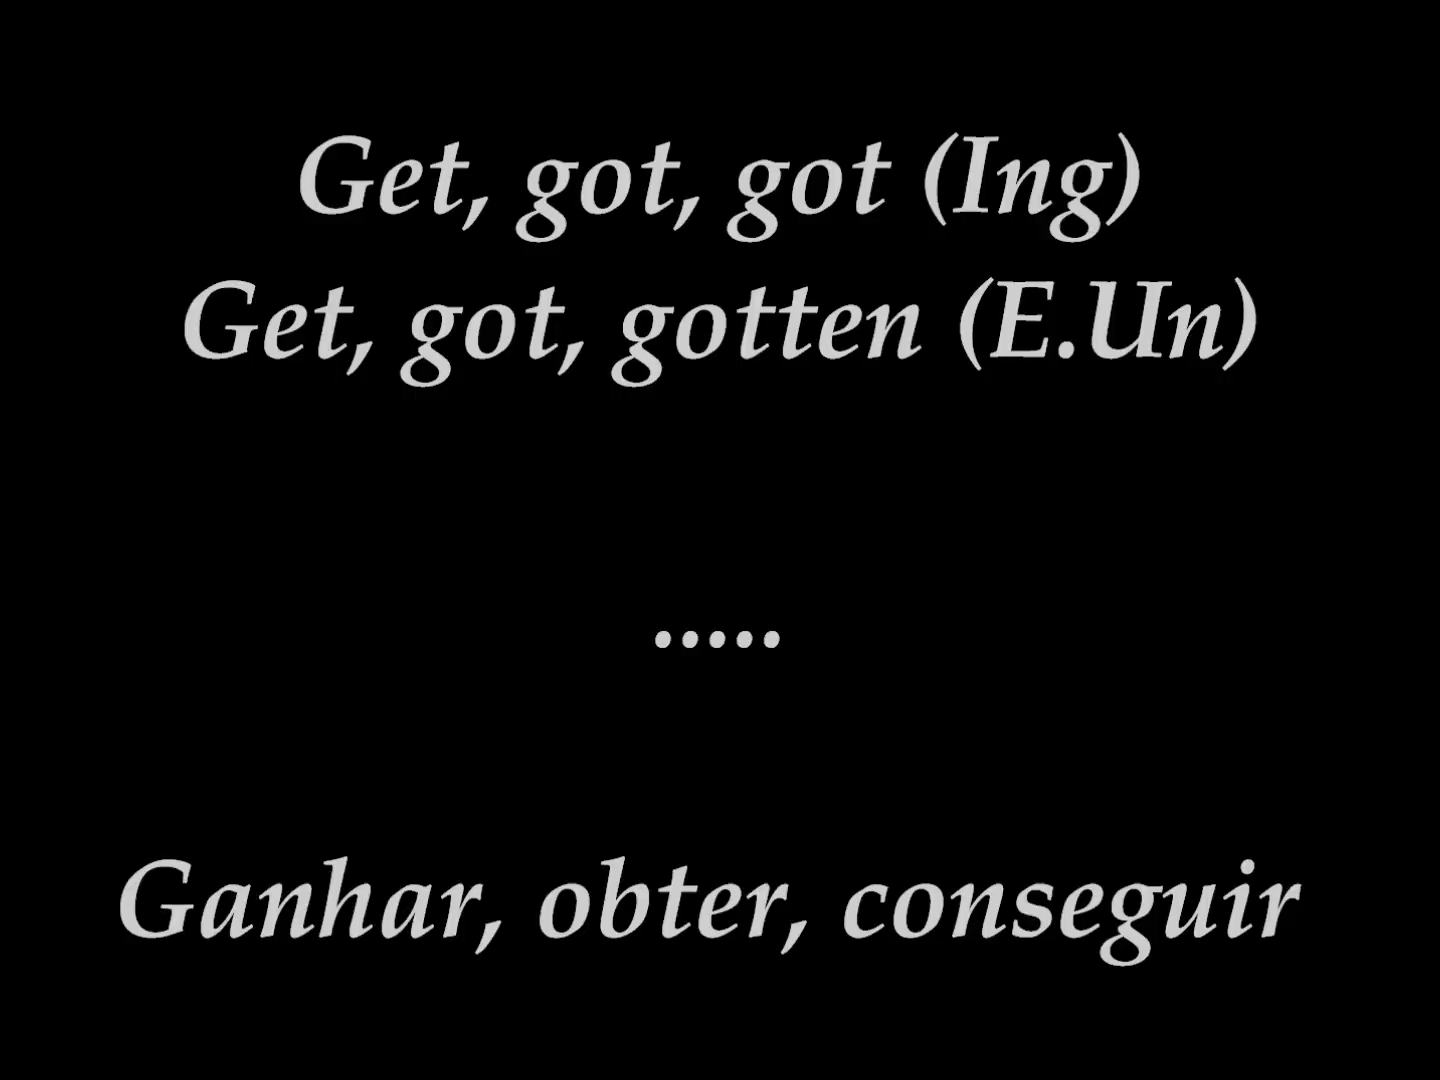 Get, got, got (Ing)
Get, got, gotten (E.Un)
.....
Ganhar, obter, conseguir